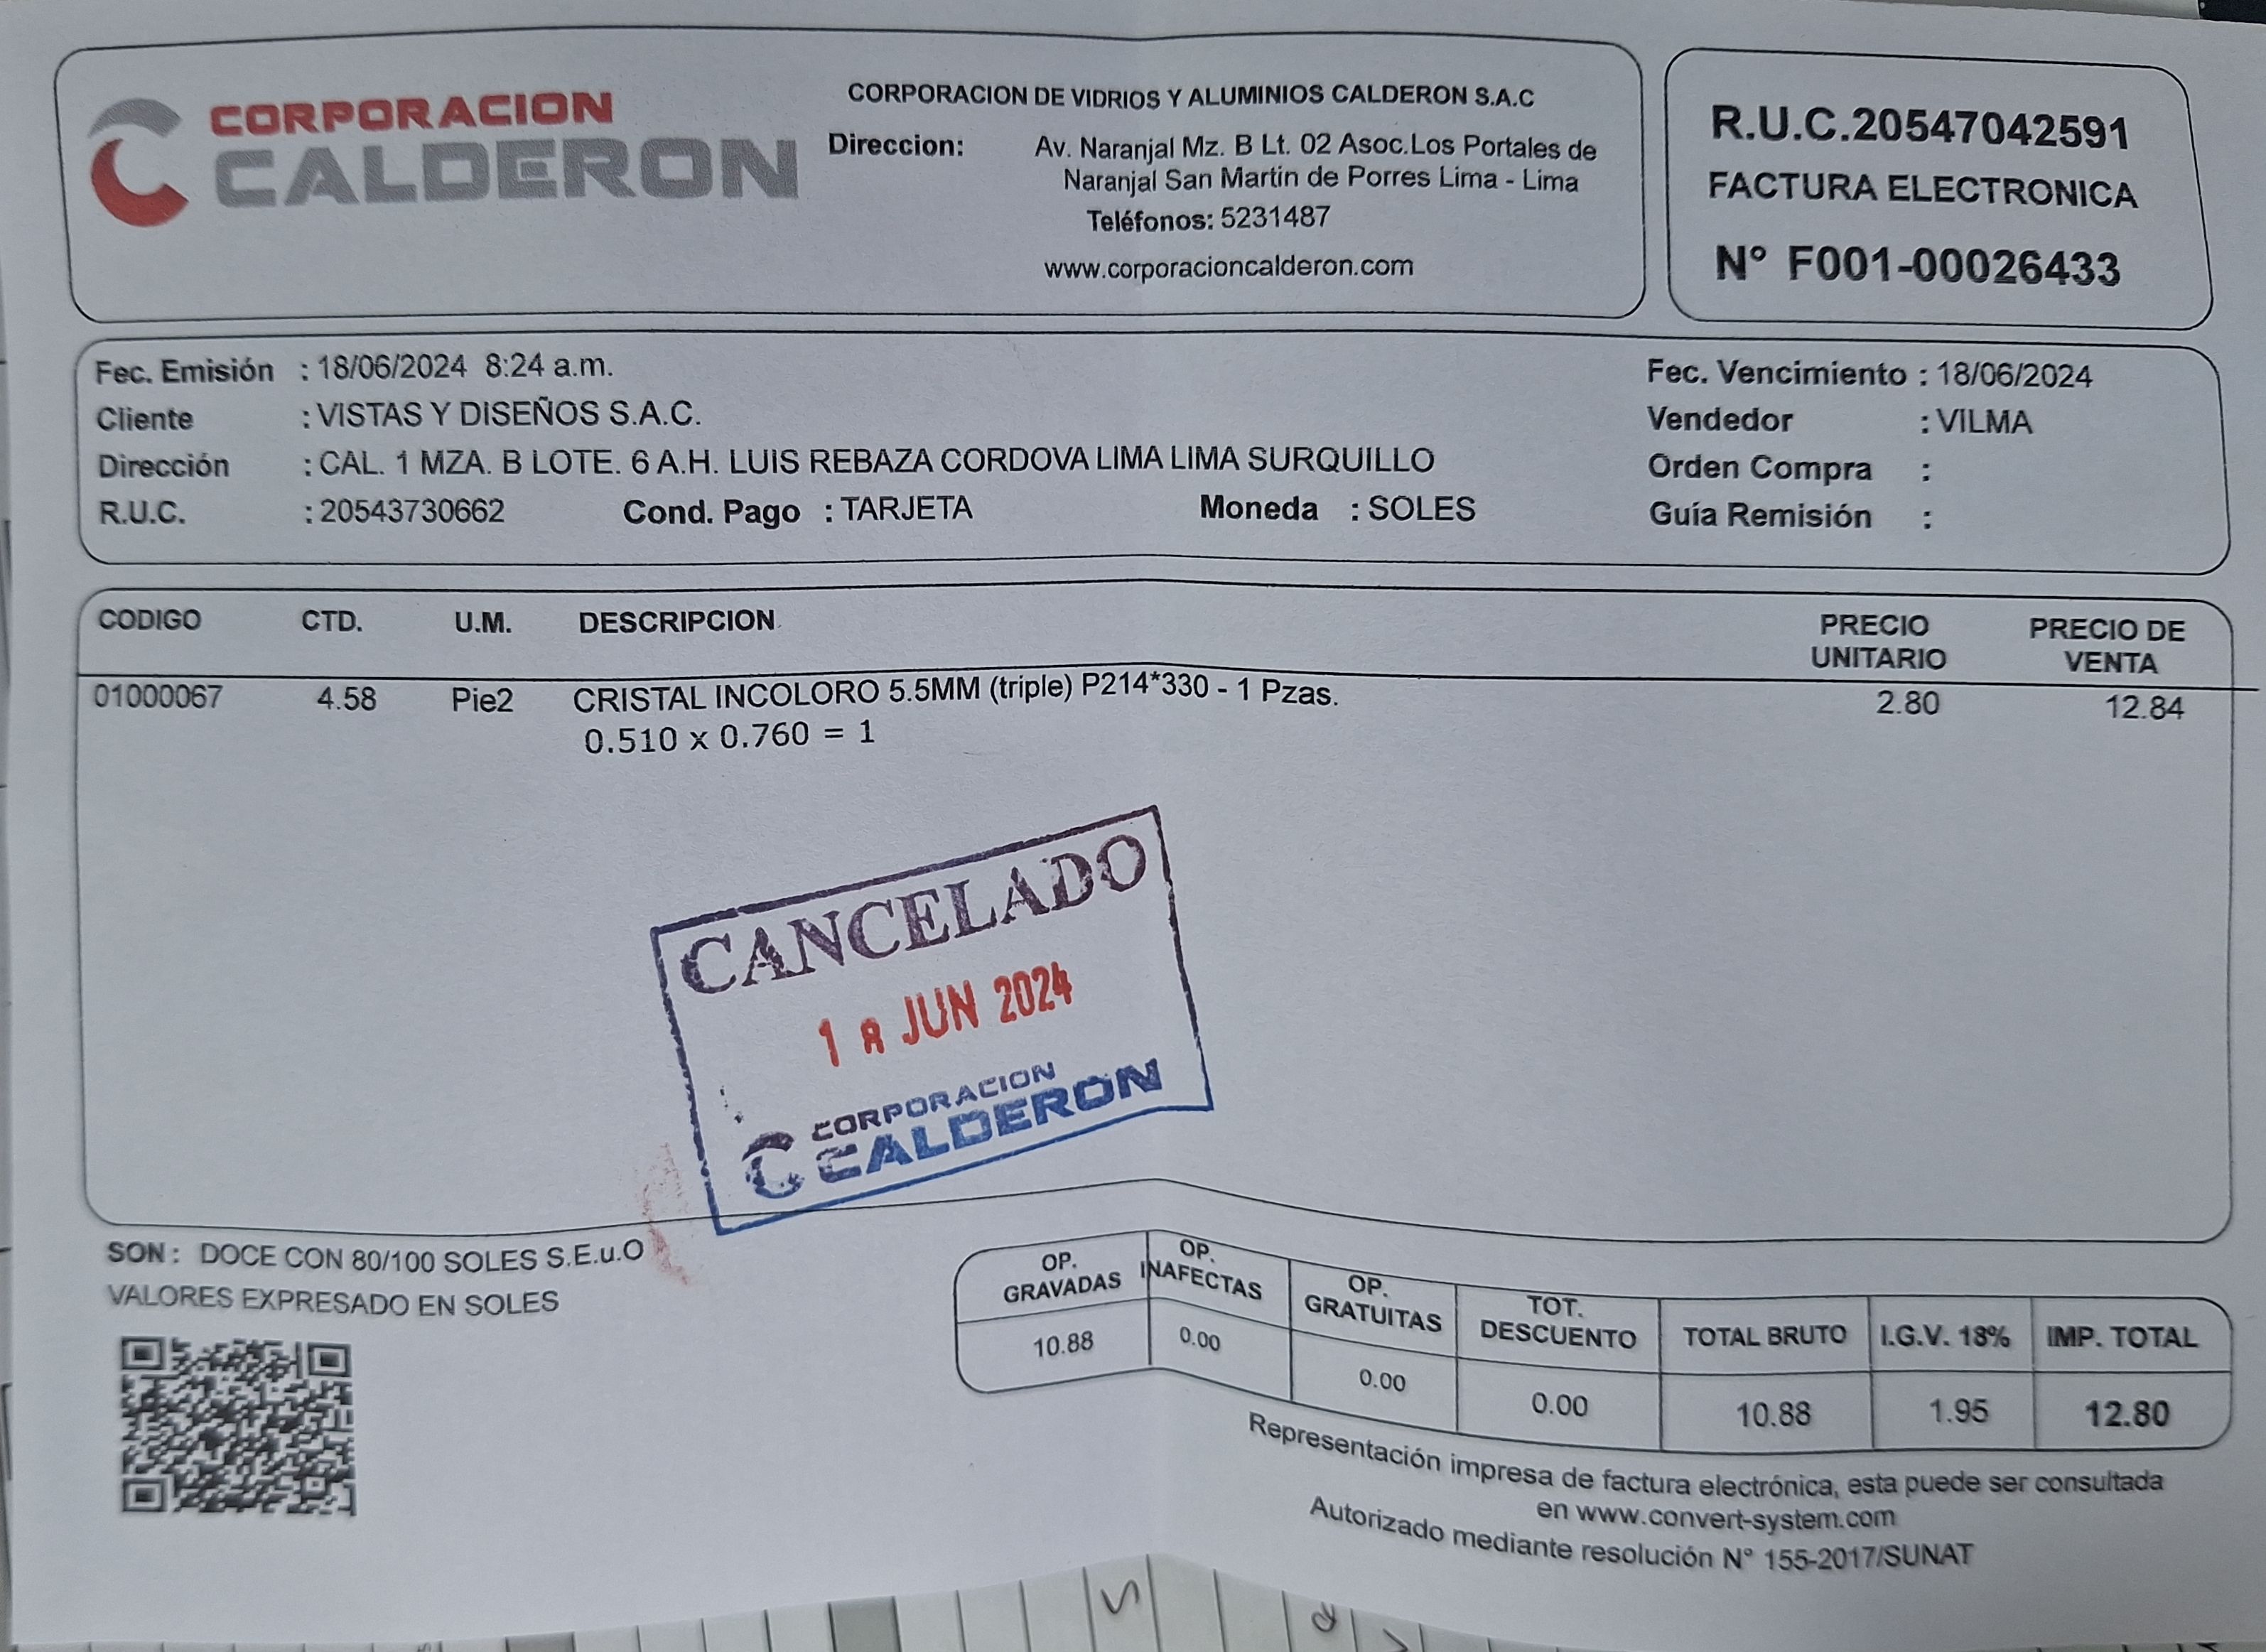 CORPORACION
CALDERON
CORPORACION DE VIDRIOS Y ALUMINIOS CALDERON S.A.C
Direccion: Av. Naranjal Mz. B Lt. 02 Asoc.Los Portales de
Naranjal San Martin de Porres Lima - Lima
Teléfonos: 5231487
www.corporacioncalderon.com
R.U.C.20547042591
FACTURA ELECTRONICA
N° F001-00026433
Fec. Emisión : 18/06/2024 8:24 a.m.
Cliente : VISTAS Y DISEÑOS S.A.C.
Dirección : CAL. 1 MZA. B LOTE. 6 A.H. LUIS REBAZA CORDOVA LIMA LIMA SURQUILLO
R.U.C. : 20543730662 Cond. Pago : TARJETA Moneda : SOLES
Fec. Vencimiento : 18/06/2024
Vendedor : VILMA
Orden Compra :
Guía Remisión :
CODIGO CTD. U.M. DESCRIPCION PRECIO UNITARIO PRECIO DE VENTA
01000067 4.58 Pie2 CRISTAL INCOLORO 5.5MM (triple) P214*330 - 1 Pzas. 2.80 12.84
0.510 x 0.760 = 1
CANCELADO
18 JUN 2024
CORPORACION
CALDERON
SON : DOCE CON 80/100 SOLES S.E.u.O
VALORES EXPRESADO EN SOLES
OP. GRAVADAS OP. INAFECTAS OP. GRATUITAS TOT. DESCUENTO TOTAL BRUTO I.G.V. 18% IMP. TOTAL
10.88 0.00 0.00 0.00 10.88 1.95 12.80
Representación impresa de factura electrónica, esta puede ser consultada
en www.convert-system.com
Autorizado mediante resolución N° 155-2017/SUNAT